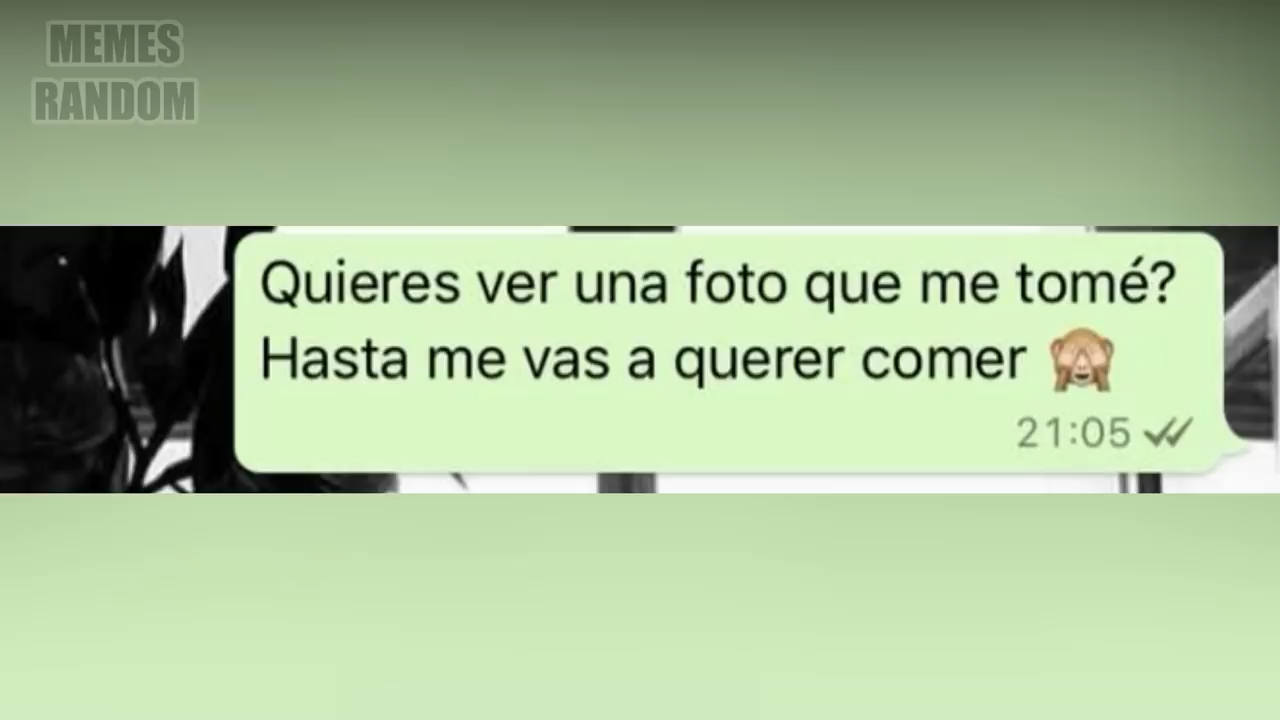 MEMES
RANDOM
Quieres ver una foto que me tomé?
Hasta me vas a querer comer 🙈
21:05